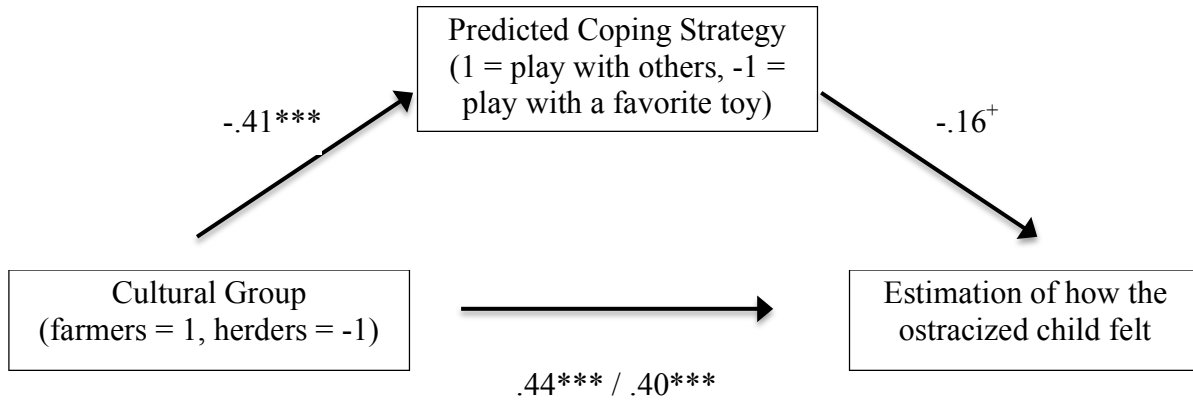 Predicted Coping Strategy
(1 = play with others, -1 =
play with a favorite toy)
-.41***
-.16+
Cultural Group
(farmers = 1, herders = -1)
Estimation of how the
ostracized child felt
.44*** / .40***